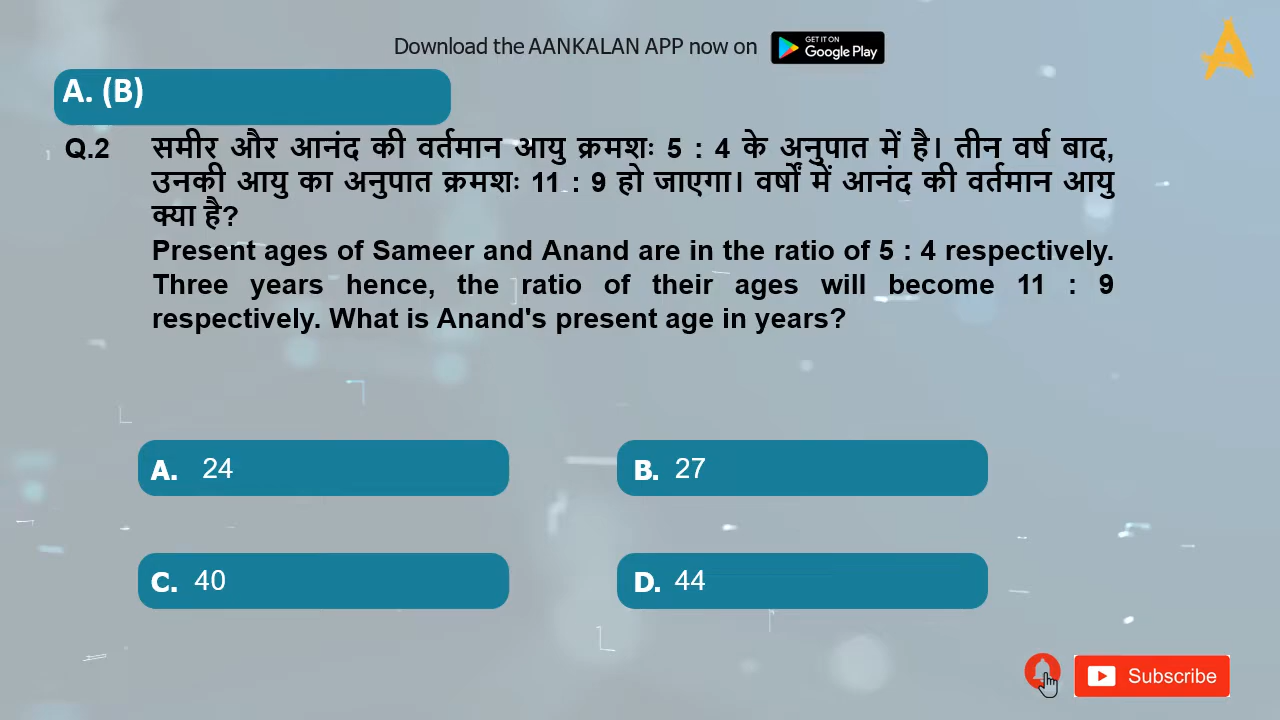 Download the AANKALAN APP now on
GET IT ON
Google Play
A. (B)
Q.2 समीर और आनंद की वर्तमान आयु क्रमशः 5 : 4 के अनुपात में है। तीन वर्ष बाद,
उनकी आयु का अनुपात क्रमशः 11 : 9 हो जाएगा। वर्षों में आनंद की वर्तमान आयु
क्या है?
Present ages of Sameer and Anand are in the ratio of 5 : 4 respectively.
Three years hence, the ratio of their ages will become 11 : 9
respectively. What is Anand's present age in years?
A. 24
B. 27
C. 40
D. 44
Subscribe